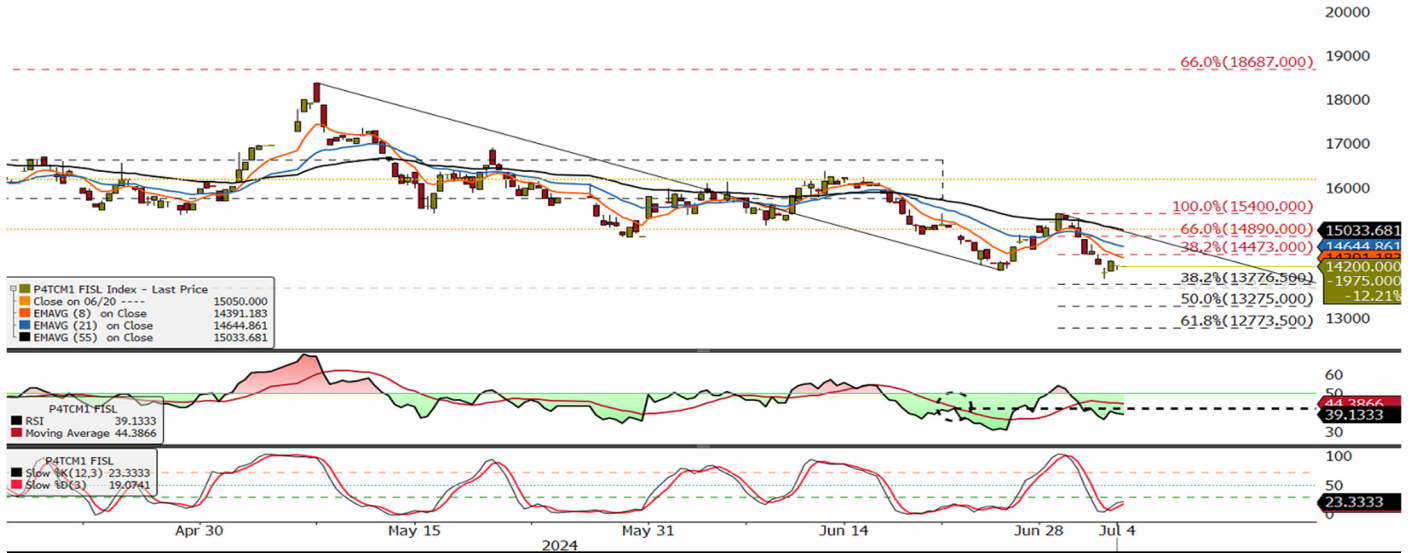 20000
19000
66.0%(18687.000)
18000
17000
16000
100.0%(15400.000)
66.0%(14890.000)
15033.681
38.2%(14473.000)
14644.861
14391.183
14200.000
-1975.000
-12.21%
38.2%(13776.500)
50.0%(13275.000)
61.8%(12773.500)
13000
P4TCM1 FISL Index - Last Price
Close on 06/20 ---- 15050.000
EMAVG (8) on Close 14391.183
EMAVG (21) on Close 14644.861
EMAVG (55) on Close 15033.681
60
50
44.3866
39.1333
30
P4TCM1 FISL
RSI 39.1333
Moving Average 44.3866
P4TCM1 FISL
Slow %K(12,3) 23.3333
Slow %D(3) 19.0741
100
50
23.3333
0
Apr 30 May 15 May 31 Jun 14 Jun 28 Jul 4
2024